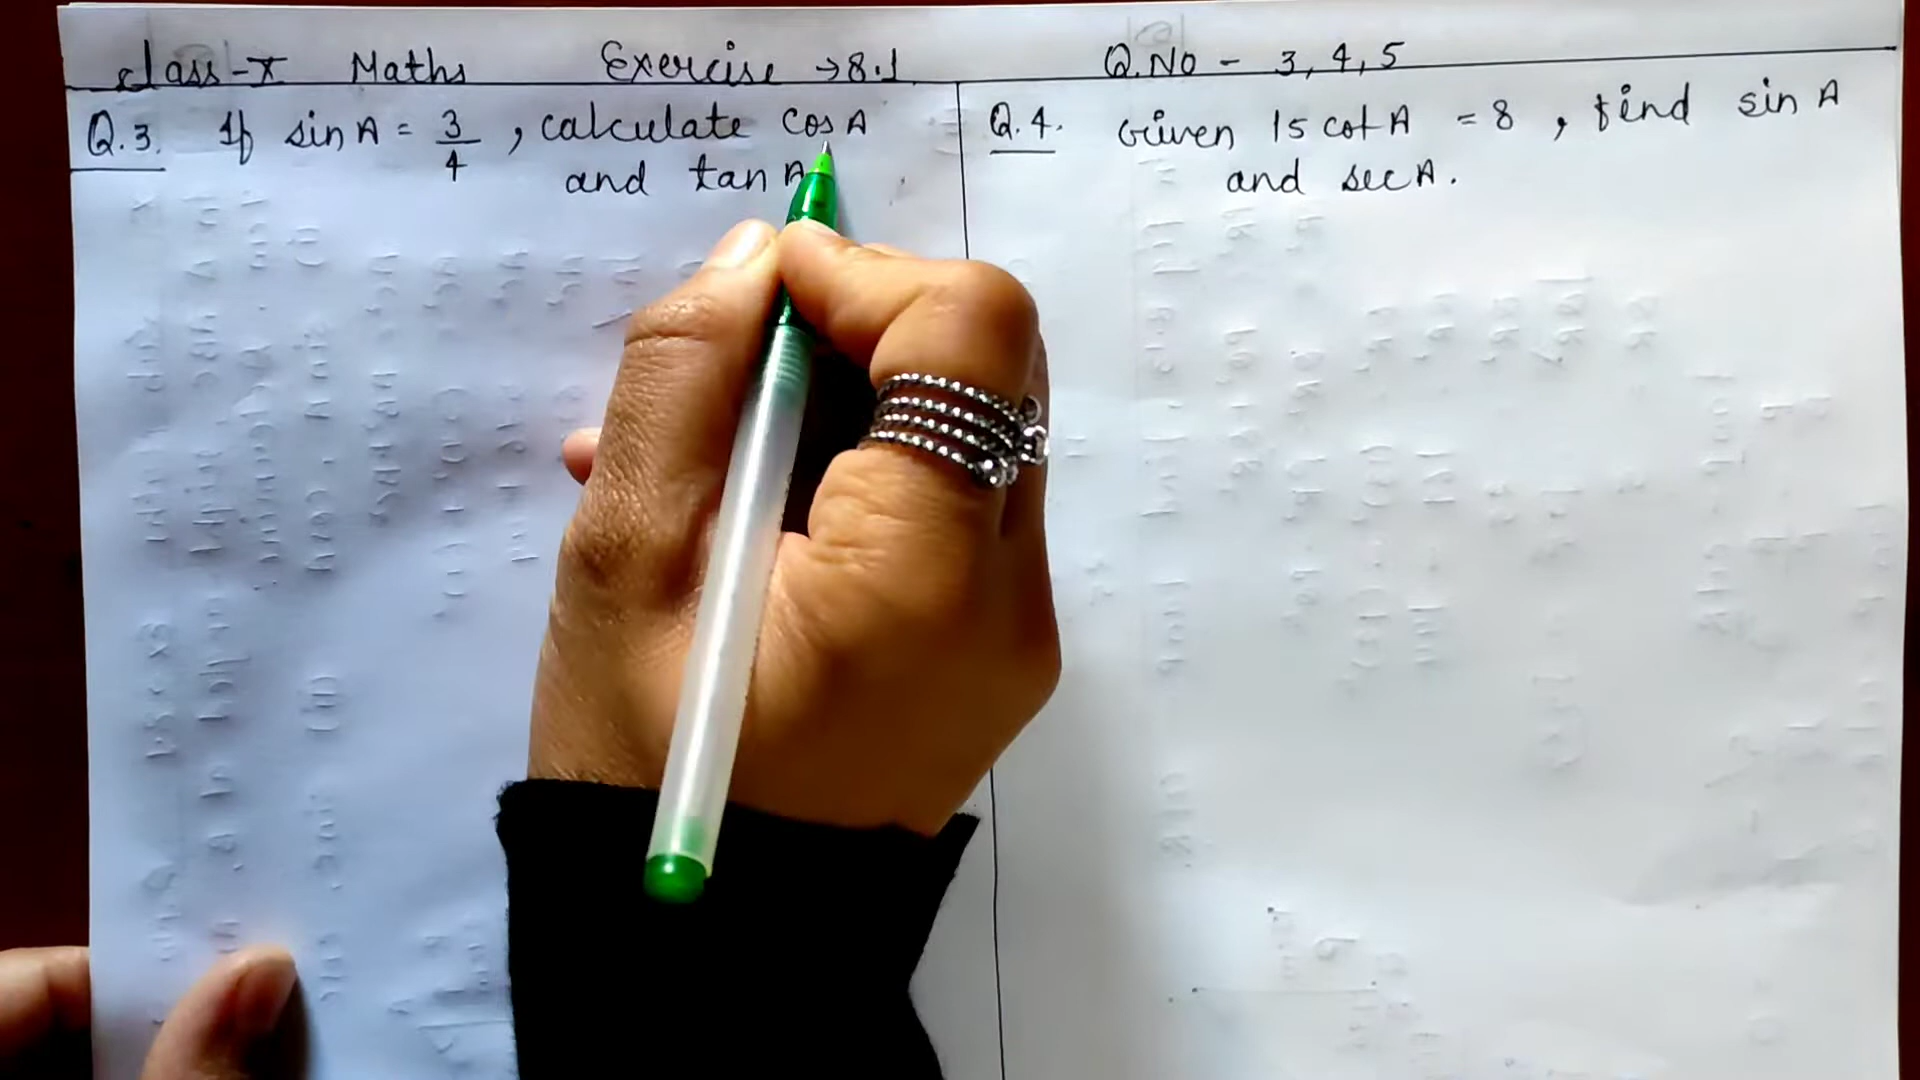 class-X Maths Exercise →8.1 Q.NO - 3,4,5
Q.3. If sin A = 3/4 , calculate cos A
and tan A
Q.4. Given 15 cot A = 8 , find sin A
and sec A.